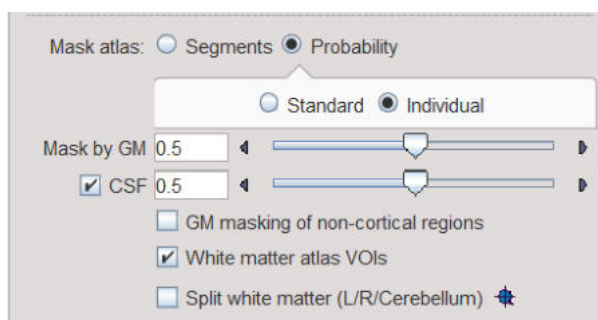 Mask atlas: Segments Probability
Standard Individual
Mask by GM 0.5
CSF 0.5
GM masking of non-cortical regions
White matter atlas VOIs
Split white matter (L/R/Cerebellum)